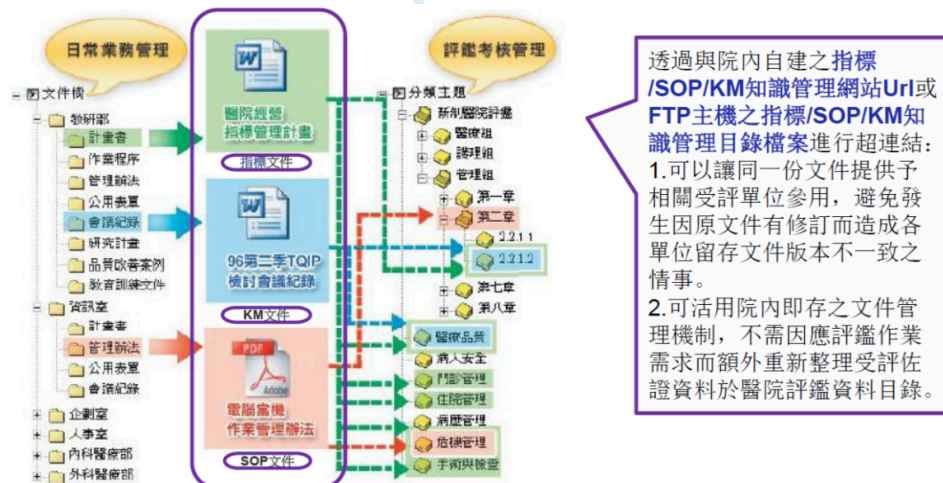 日常業務管理
文件櫃
教研部
計畫書
作業程序
管理辦法
公用表單
會議紀錄
研究計畫
品質改善案例
教育訓練文件
資訊室
計畫書
管理辦法
公用表單
會議紀錄
企劃室
人事室
內科醫療部
外科醫療部
醫院經營
指標管理計畫
指標文件
96第二季TQIP
檢討會議紀錄
KM文件
PDF
Adobe
電腦當機
作業管理辦法
SOP文件
評鑑考核管理
分類主題
新制醫院評鑑
醫療組
護理組
管理組
第一章
第二章
2.2.1.1
2.2.1.2
第七章
第八章
醫療品質
病人安全
門診管理
住院管理
病歷管理
危機管理
手術與檢查
透過與院內自建之指標
/SOP/KM知識管理網站Url或
FTP主機之指標/SOP/KM知
識管理目錄檔案進行超連結：
1.可以讓同一份文件提供予
相關受評單位參用，避免發
生因原文件有修訂而造成各
單位留存文件版本不一致之
情事。
2.可活用院內即存之文件管
理機制，不需因應評鑑作業
需求而額外重新整理受評佐
證資料於醫院評鑑資料目錄。